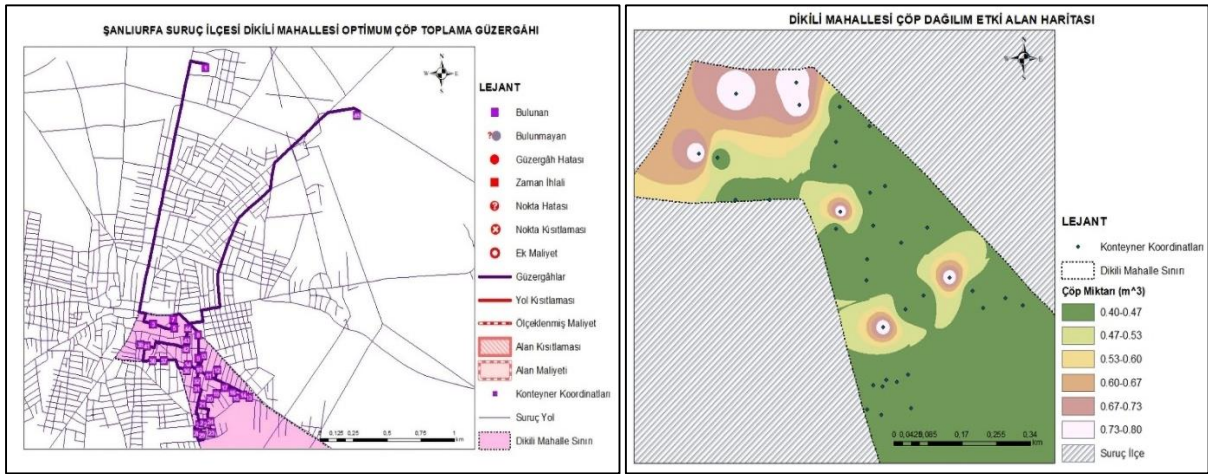 ŞANLIURFA SURUÇ İLÇESİ DİKİLİ MAHALLESİ OPTİMUM ÇÖP TOPLAMA GÜZERGÂHI
N
W
E
S
LEJANT
Bulunan
Bulunmayan
Güzergâh Hatası
Zaman İhlali
Nokta Hatası
Nokta Kısıtlaması
Ek Maliyet
Güzergâhlar
Yol Kısıtlaması
Ölçeklenmiş Maliyet
Alan Kısıtlaması
Alan Maliyeti
Konteyner Koordinatları
Suruç Yol
Dikili Mahalle Sınırı
0 0.125 0.25 0.5 0.75 1
km
DİKİLİ MAHALLESİ ÇÖP DAĞILIM ETKİ ALAN HARİTASI
N
W
E
S
LEJANT
Konteyner Koordinatları
Dikili Mahalle Sınırı
Çöp Miktarı (m^3)
0.40-0.47
0.47-0.53
0.53-0.60
0.60-0.67
0.67-0.73
0.73-0.80
Suruç İlçe
0 0,0425 0,085 0,17 0,255 0,34
km